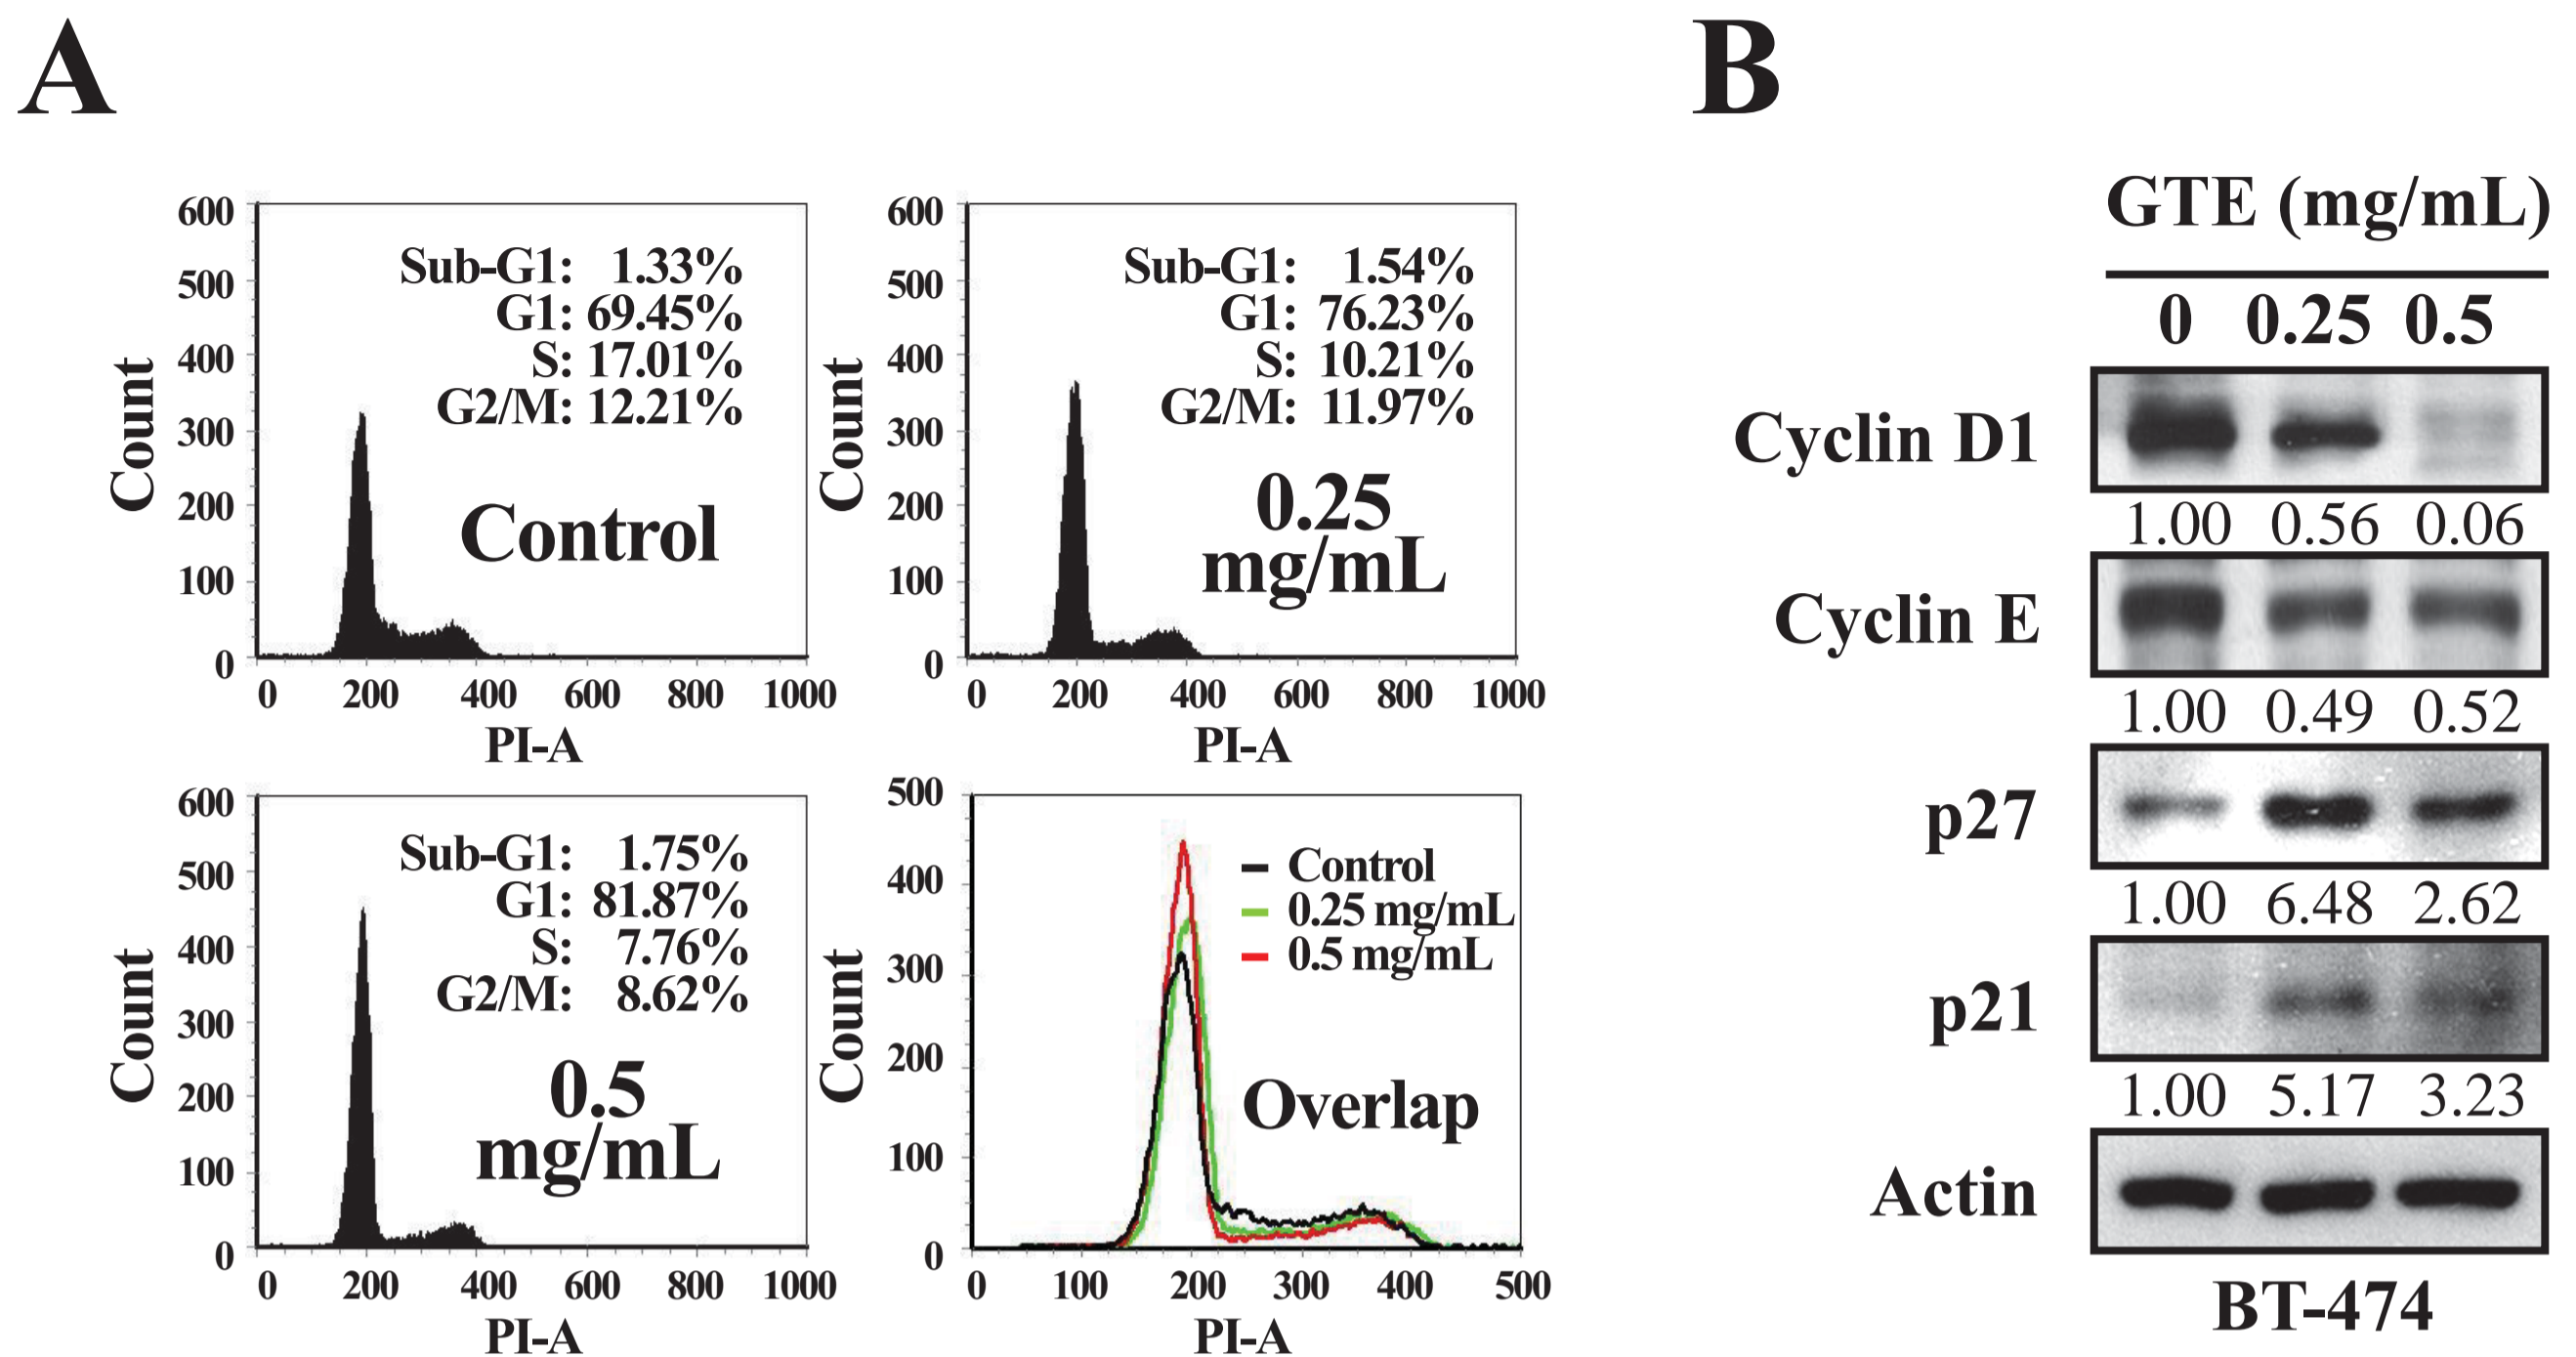 A
600
500
400
300
200
100
0
Count
Sub-G1: 1.33%
G1: 69.45%
S: 17.01%
G2/M: 12.21%
Control
0 200 400 600 800 1000
PI-A
600
500
400
300
200
100
0
Count
Sub-G1: 1.54%
G1: 76.23%
S: 10.21%
G2/M: 11.97%
0.25
mg/mL
0 200 400 600 800 1000
PI-A
600
500
400
300
200
100
0
Count
Sub-G1: 1.75%
G1: 81.87%
S: 7.76%
G2/M: 8.62%
0.5
mg/mL
0 200 400 600 800 1000
PI-A
500
400
300
200
100
0
Count
Control
0.25 mg/mL
0.5 mg/mL
Overlap
0 100 200 300 400 500
PI-A
B
GTE (mg/mL)
0 0.25 0.5
Cyclin D1
1.00 0.56 0.06
Cyclin E
1.00 0.49 0.52
p27
1.00 6.48 2.62
p21
1.00 5.17 3.23
Actin
BT-474